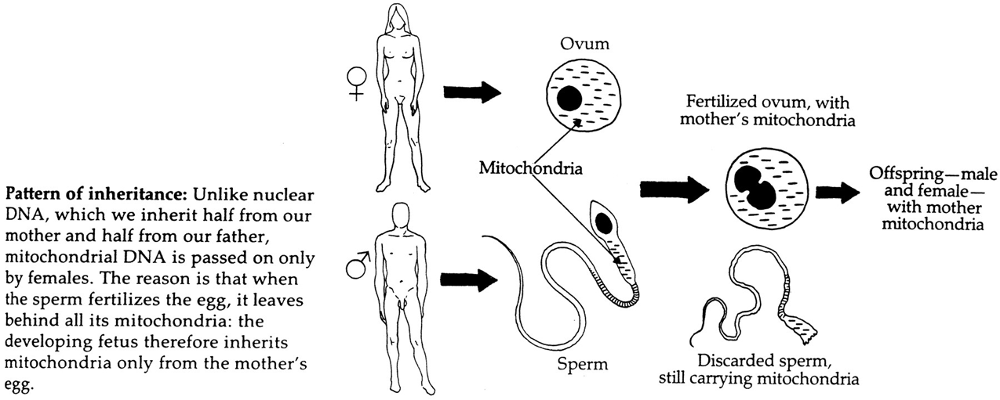 Pattern of inheritance: Unlike nuclear
DNA, which we inherit half from our
mother and half from our father,
mitochondrial DNA is passed on only
by females. The reason is that when
the sperm fertilizes the egg, it leaves
behind all its mitochondria: the
developing fetus therefore inherits
mitochondria only from the mother's
egg.
♀
♂
Ovum
Mitochondria
Sperm
Fertilized ovum, with
mother's mitochondria
Discarded sperm,
still carrying mitochondria
Offspring—male
and female—
with mother
mitochondria